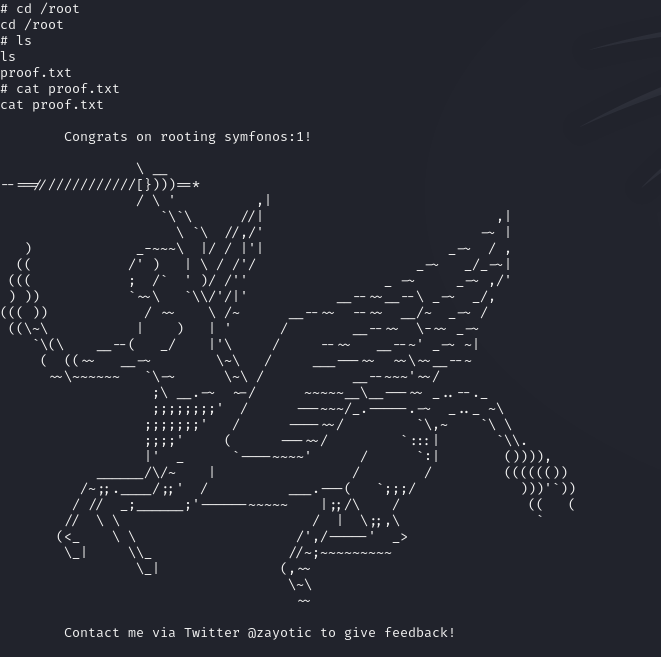 # cd /root
cd /root
# ls
ls
proof.txt
# cat proof.txt
cat proof.txt
Congrats on rooting symfonos:1!
Contact me via Twitter @zayotic to give feedback!